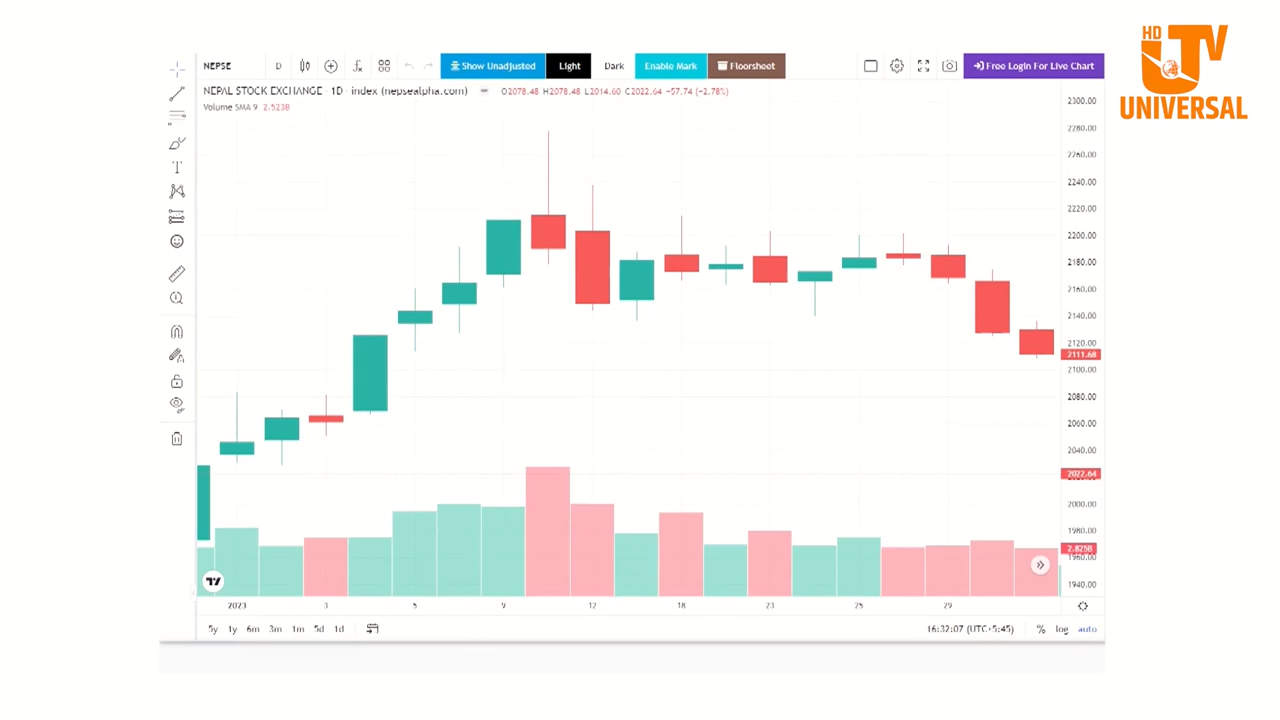 HD
TV
UNIVERSAL
NEPSE D Show Unadjusted Light Dark Enable Mark Floorsheet Free Login For Live Chart
NEPAL STOCK EXCHANGE · 1D · index (nepsealpha.com) O2078.48 H2078.48 L2014.60 C2022.64 −57.74 (−2.78%)
Volume SMA 9 2.523B
2300.00
2280.00
2260.00
2240.00
2220.00
2200.00
2180.00
2160.00
2140.00
2120.00
2111.68
2100.00
2080.00
2060.00
2040.00
2022.64
2000.00
1980.00
2.825B
1960.00
1940.00
2023 3 5 9 12 18 23 25 29
5y 1y 6m 3m 1m 5d 1d 16:32:07 (UTC+5:45) % log auto